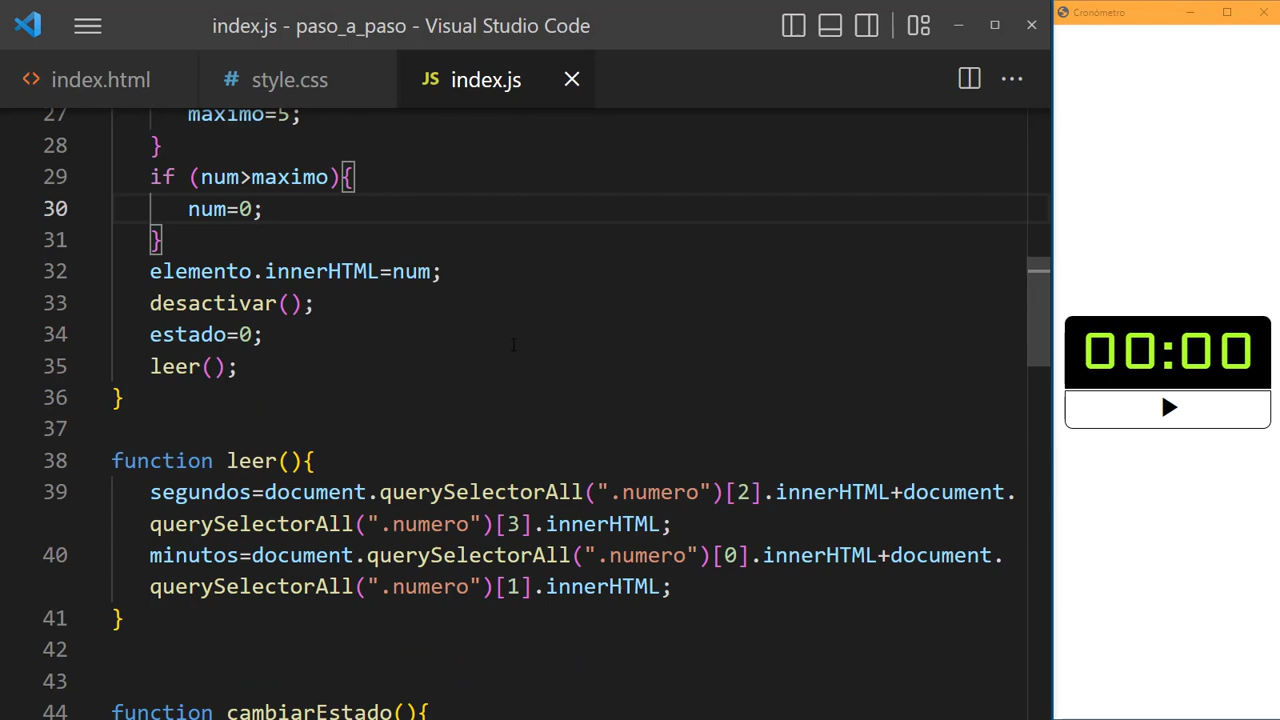 index.js - paso_a_paso - Visual Studio Code
Cronómetro
<> index.html
# style.css
JS index.js
27 maximo=5;
28 }
29 if (num>maximo){
30 num=0;
31 }
32 elemento.innerHTML=num;
33 desactivar();
34 estado=0;
35 leer();
36 }
37
38 function leer(){
39 segundos=document.querySelectorAll(".numero")[2].innerHTML+document.
querySelectorAll(".numero")[3].innerHTML;
40 minutos=document.querySelectorAll(".numero")[0].innerHTML+document.
querySelectorAll(".numero")[1].innerHTML;
41 }
42
43
44 function cambiarEstado(){
00:00